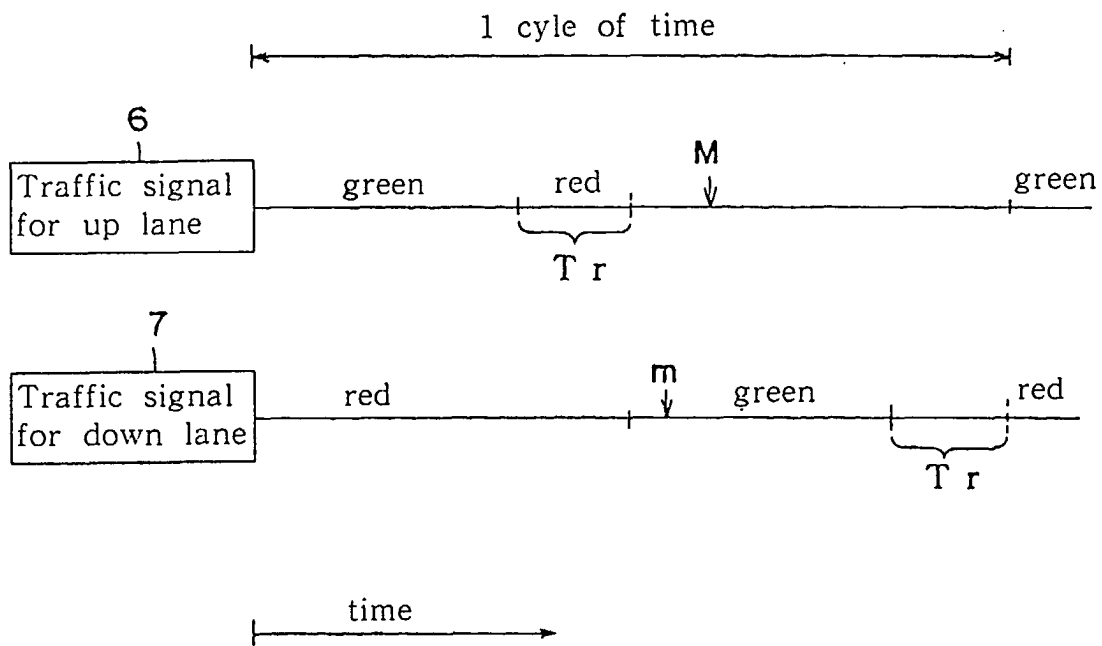 1 cyle of time
6
Traffic signal
for up lane
green
red
M
green
T r
7
Traffic signal
for down lane
red
m
green
red
T r
time